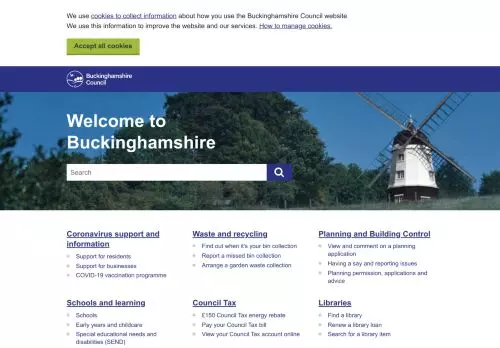 We use cookies to collect information about how you use the Buckinghamshire Council website
We use this information to improve the website and our services. How to manage cookies.
Accept all cookies
Buckinghamshire
Council
Welcome to
Buckinghamshire
Search
Coronavirus support and
information
Support for residents
Support for businesses
COVID-19 vaccination programme
Waste and recycling
Find out when it's your bin collection
Report a missed bin collection
Arrange a garden waste collection
Planning and Building Control
View and comment on a planning
application
Having a say and reporting issues
Planning permission, applications and
advice
Schools and learning
Schools
Early years and childcare
Special educational needs and
disabilities (SEND)
Council Tax
£150 Council Tax energy rebate
Pay your Council Tax bill
View your Council Tax account online
Libraries
Find a library
Renew a library loan
Search for a library item